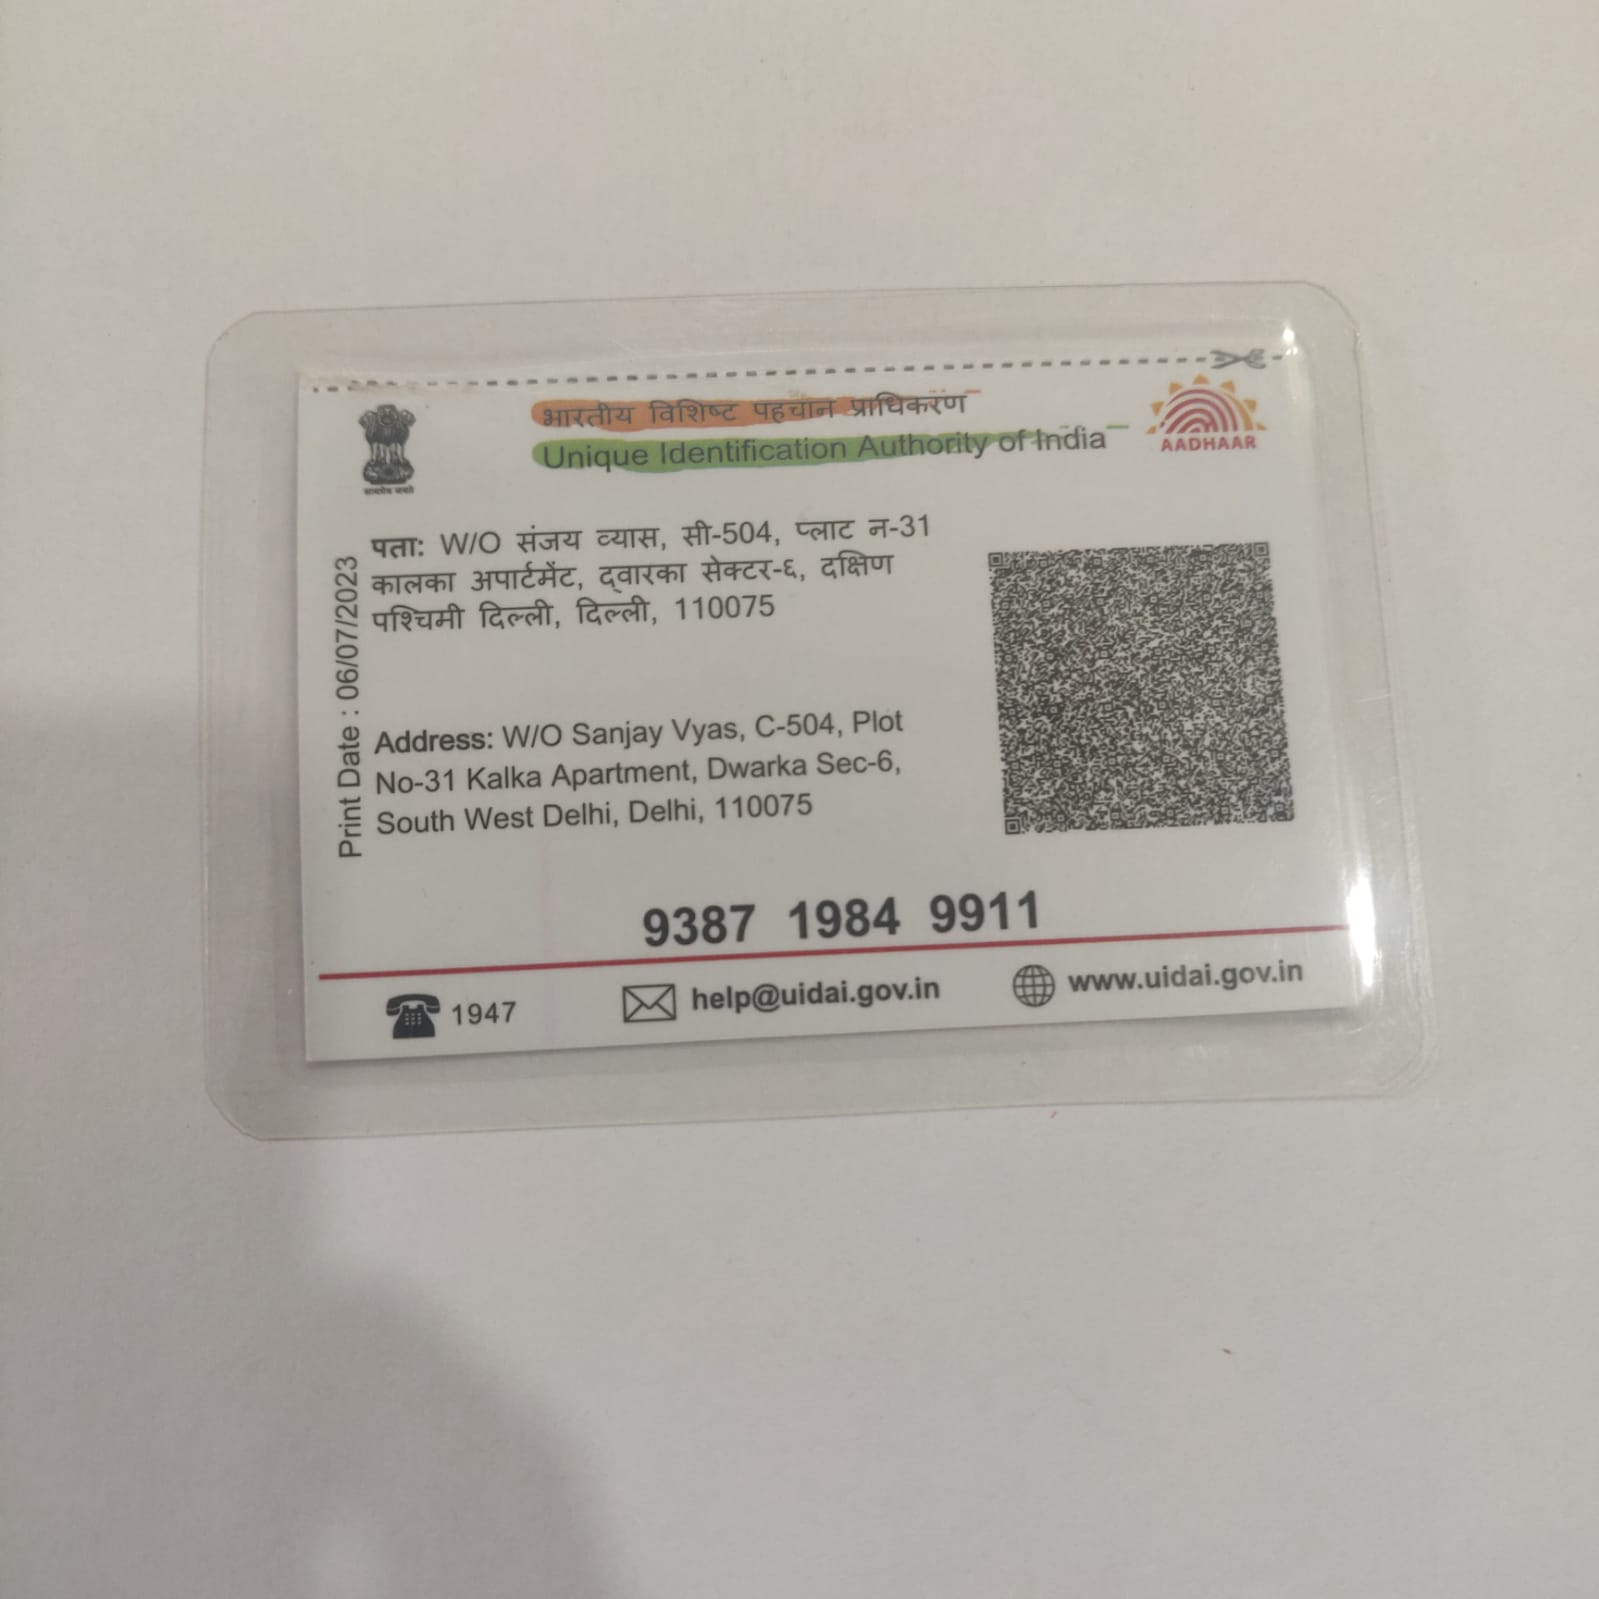 भारतीय विशिष्ट पहचान प्राधिकरण
Unique Identification Authority of India
AADHAAR
सत्यमेव जयते
पता: W/O संजय व्यास, सी-504, प्लाट न-31
कालका अपार्टमेंट, द्वारका सेक्टर-६, दक्षिण
पश्चिमी दिल्ली, दिल्ली, 110075
Print Date : 06/07/2023
Address: W/O Sanjay Vyas, C-504, Plot
No-31 Kalka Apartment, Dwarka Sec-6,
South West Delhi, Delhi, 110075
9387 1984 9911
1947
help@uidai.gov.in
www.uidai.gov.in